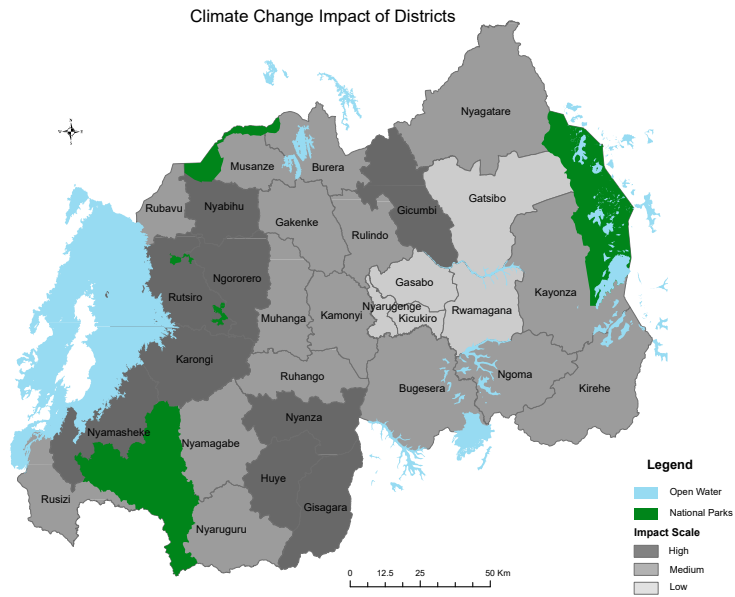 Climate Change Impact of Districts
Nyagatare
Musanze
Burera
Gatsibo
Rubavu
Nyabihu
Gicumbi
Gakenke
Rulindo
Ngororero
Gasabo
Rutsiro
Kayonza
Nyarugenge
Rwamagana
Muhanga
Kamonyi
Kicukiro
Karongi
Ruhango
Ngoma
Bugesera
Kirehe
Nyanza
Nyamasheke
Nyamagabe
Huye
Rusizi
Gisagara
Nyaruguru
Legend
Open Water
National Parks
Impact Scale
High
Medium
Low
0 12.5 25 50 Km